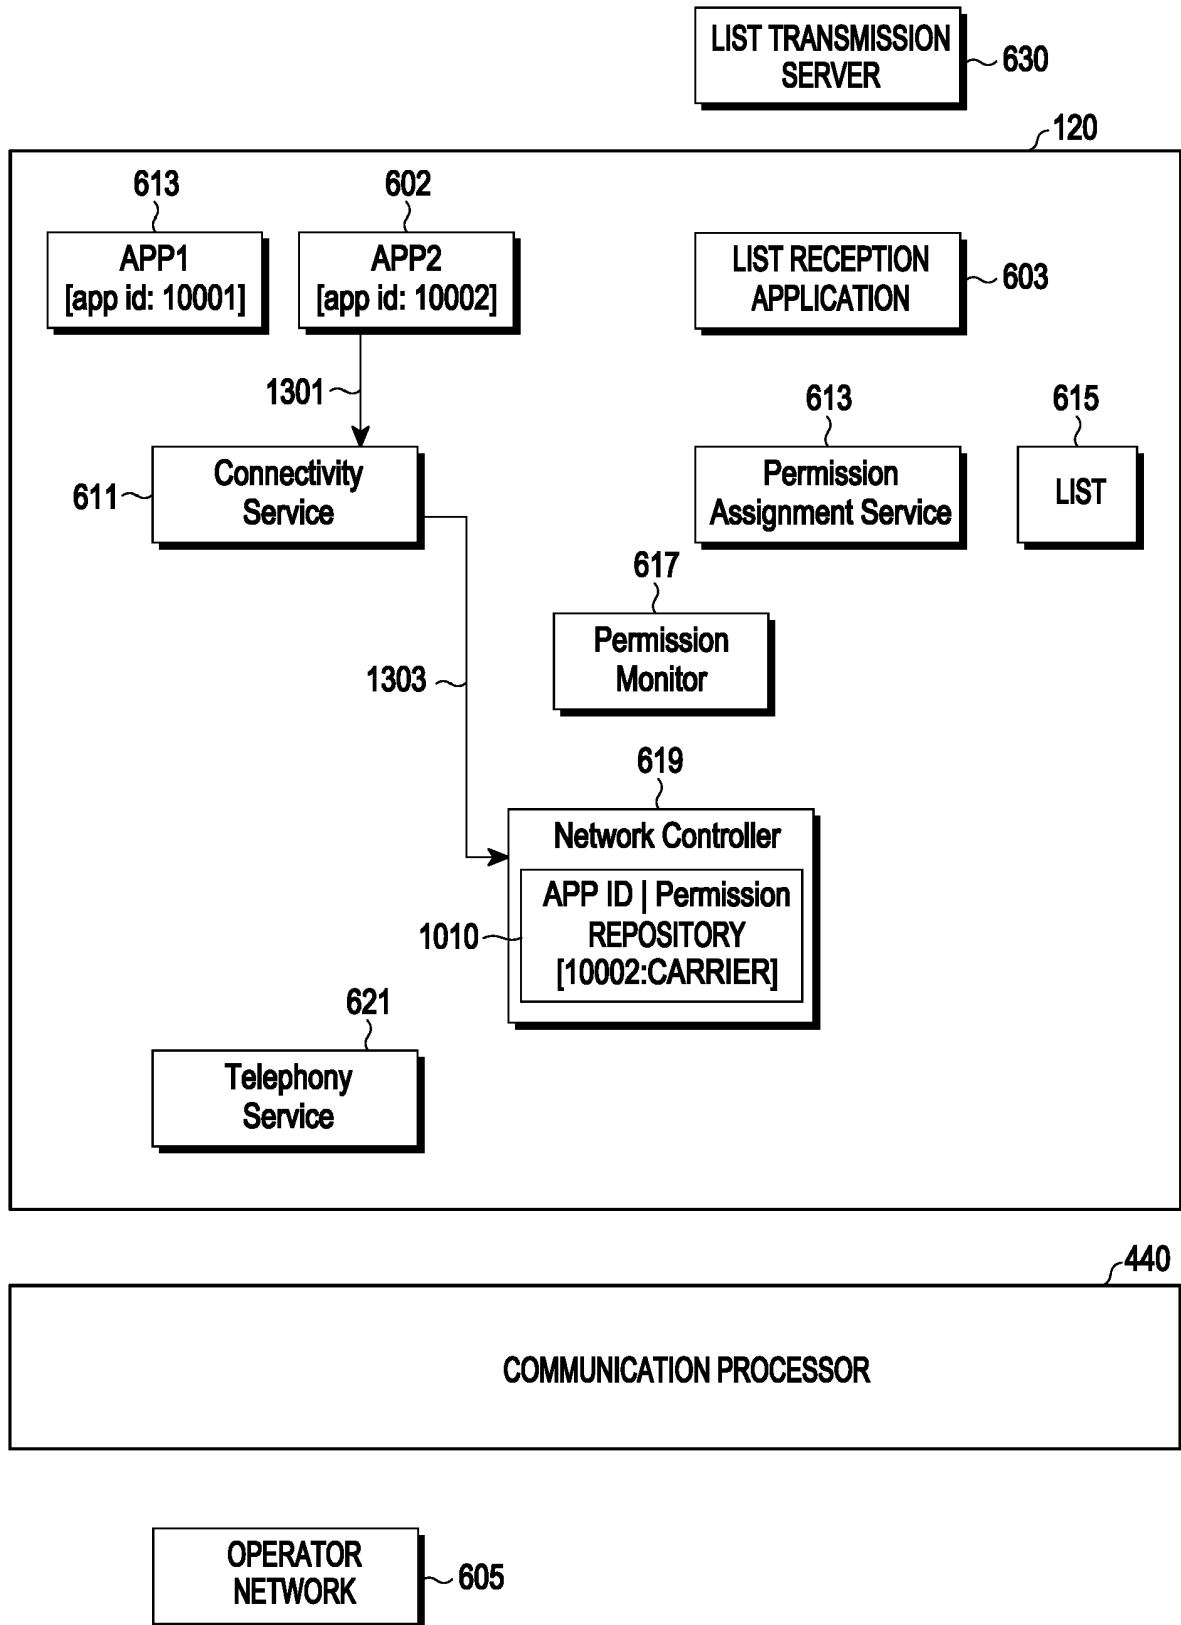 LIST TRANSMISSION
SERVER
630
120
613
602
APP1
[app id: 10001]
APP2
[app id: 10002]
LIST RECEPTION
APPLICATION
603
1301
613
615
Connectivity
Service
611
Permission
Assignment Service
LIST
617
Permission
Monitor
1303
619
Network Controller
APP ID | Permission
REPOSITORY
[10002:CARRIER]
1010
621
Telephony
Service
440
COMMUNICATION PROCESSOR
OPERATOR
NETWORK
605